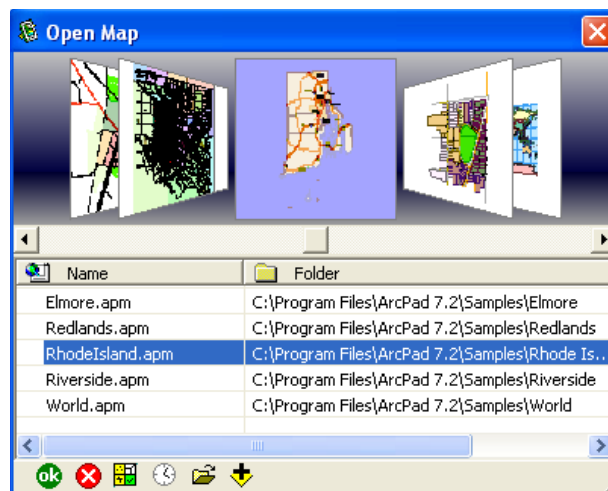 Open Map
Name Folder
Elmore.apm C:\Program Files\ArcPad 7.2\Samples\Elmore
Redlands.apm C:\Program Files\ArcPad 7.2\Samples\Redlands
RhodeIsland.apm C:\Program Files\ArcPad 7.2\Samples\Rhode Is...
Riverside.apm C:\Program Files\ArcPad 7.2\Samples\Riverside
World.apm C:\Program Files\ArcPad 7.2\Samples\World
ok